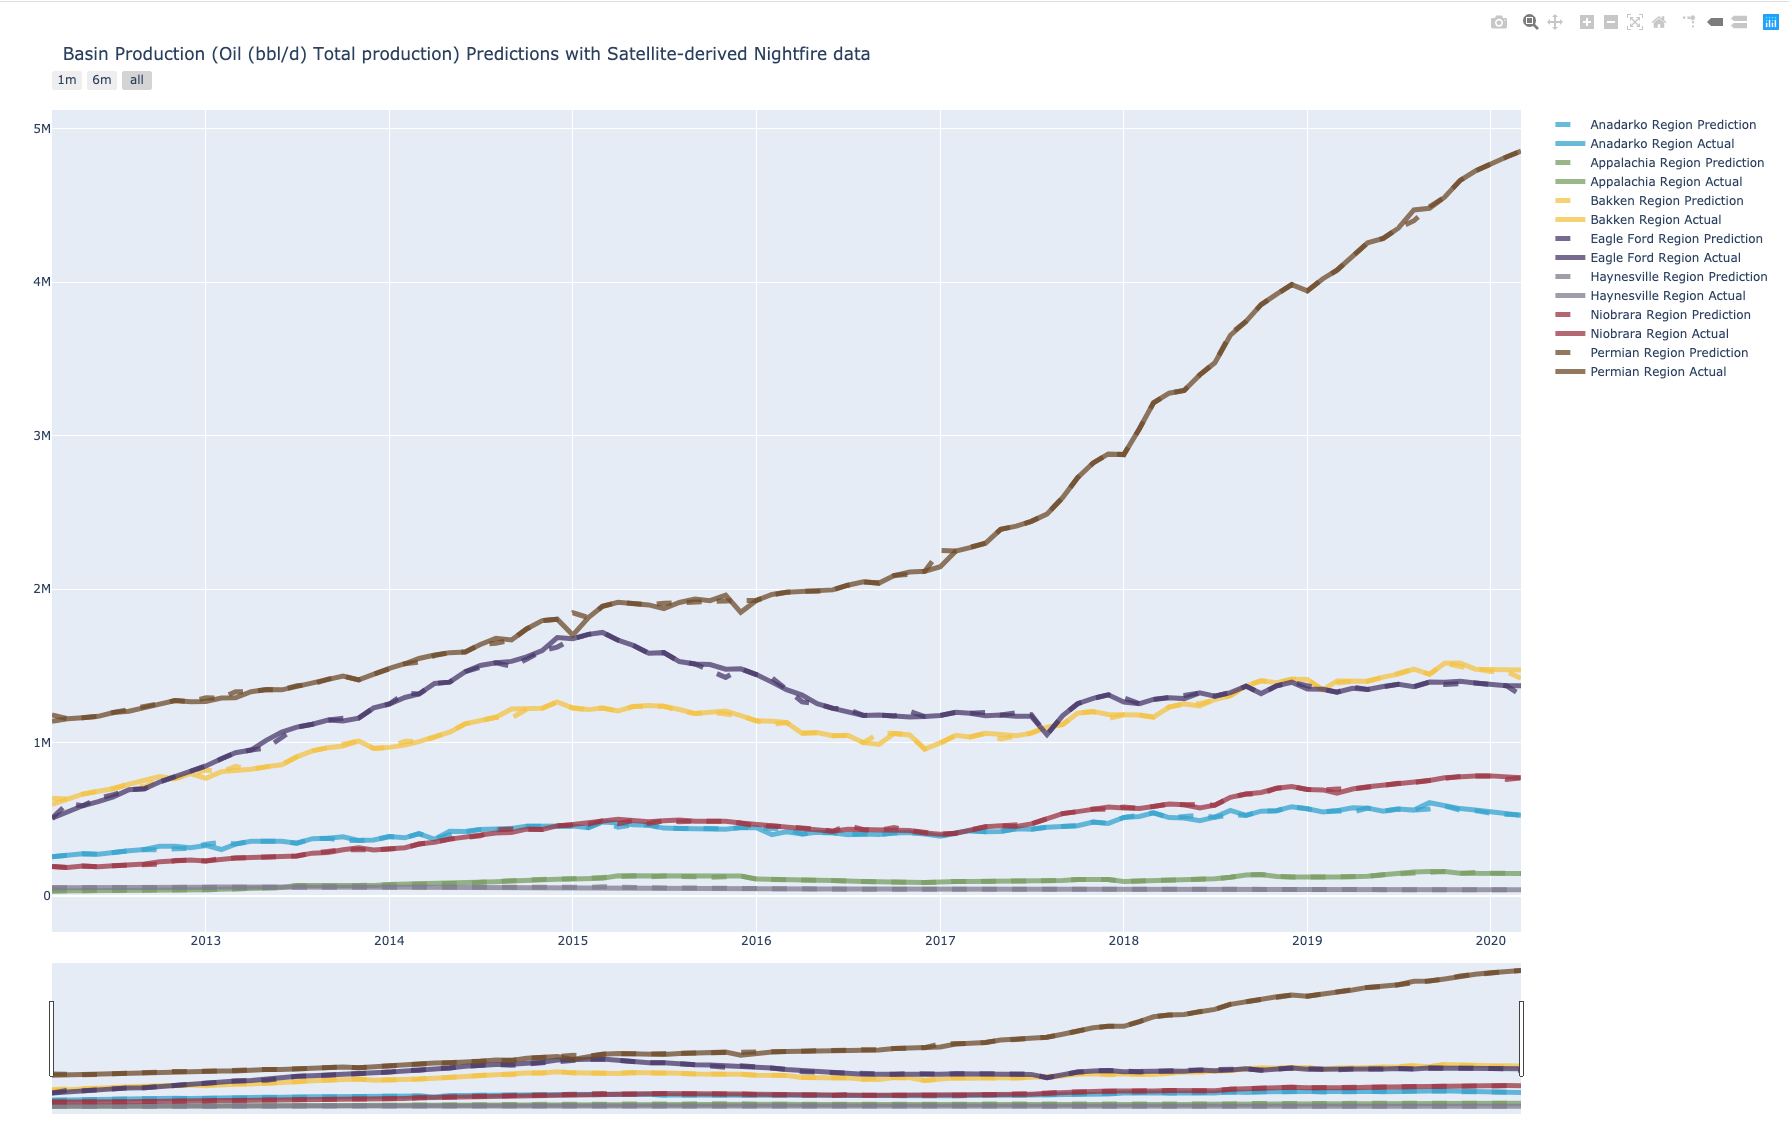 Basin Production (Oil (bbl/d) Total production) Predictions with Satellite-derived Nightfire data
1m 6m all
5M
4M
3M
2M
1M
0
2013 2014 2015 2016 2017 2018 2019 2020
Anadarko Region Prediction
Anadarko Region Actual
Appalachia Region Prediction
Appalachia Region Actual
Bakken Region Prediction
Bakken Region Actual
Eagle Ford Region Prediction
Eagle Ford Region Actual
Haynesville Region Prediction
Haynesville Region Actual
Niobrara Region Prediction
Niobrara Region Actual
Permian Region Prediction
Permian Region Actual